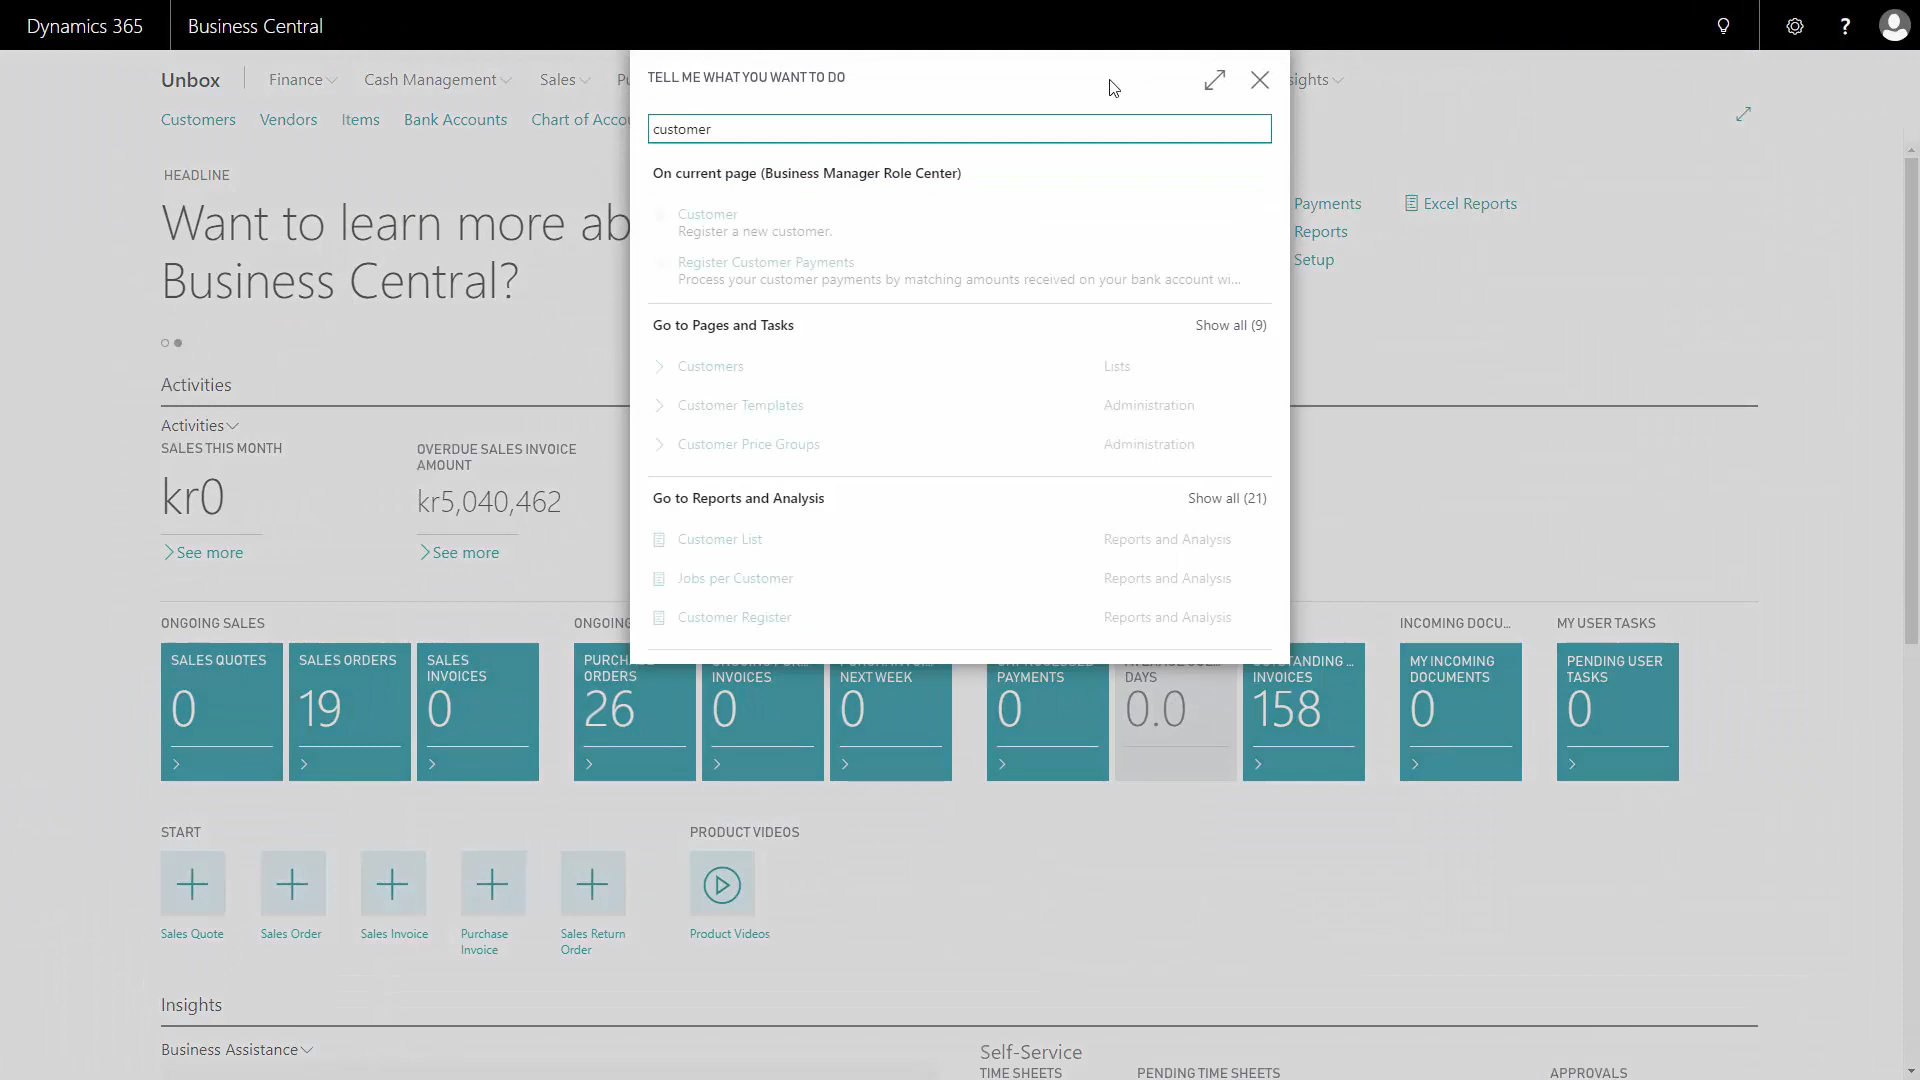 Dynamics 365
Business Central
?
Unbox
Finance
Cash Management
Sales
Customers
Vendors
Items
Bank Accounts
Chart of
TELL ME WHAT YOU WANT TO DO
customer
On current page (Business Manager Role Center)
Customer
Register a new customer.
Register Customer Payments
Process your customer payments by matching amounts received on your bank account wi...
Go to Pages and Tasks
Show all (9)
Customers
Lists
Customer Templates
Administration
Customer Price Groups
Administration
Go to Reports and Analysis
Show all (21)
Customer List
Reports and Analysis
Jobs per Customer
Reports and Analysis
Customer Register
Reports and Analysis
HEADLINE
Want to learn more ab
Business Central?
Payments
Reports
Setup
Excel Reports
Activities
Activities
SALES THIS MONTH
kr0
See more
OVERDUE SALES INVOICE
AMOUNT
kr5,040,462
See more
ONGOING SALES
SALES QUOTES
0
SALES ORDERS
19
SALES
INVOICES
0
ONGOING
ORDERS
26
INVOICES
0
NEXT WEEK
0
PAYMENTS
0
DAYS
0.0
INVOICES
158
INCOMING DOCU...
MY INCOMING
DOCUMENTS
0
MY USER TASKS
PENDING USER
TASKS
0
START
Sales Quote
Sales Order
Sales Invoice
Purchase
Invoice
Sales Return
Order
PRODUCT VIDEOS
Product Videos
Insights
Business Assistance
Self-Service
TIME SHEETS
PENDING TIME SHEETS
APPROVALS